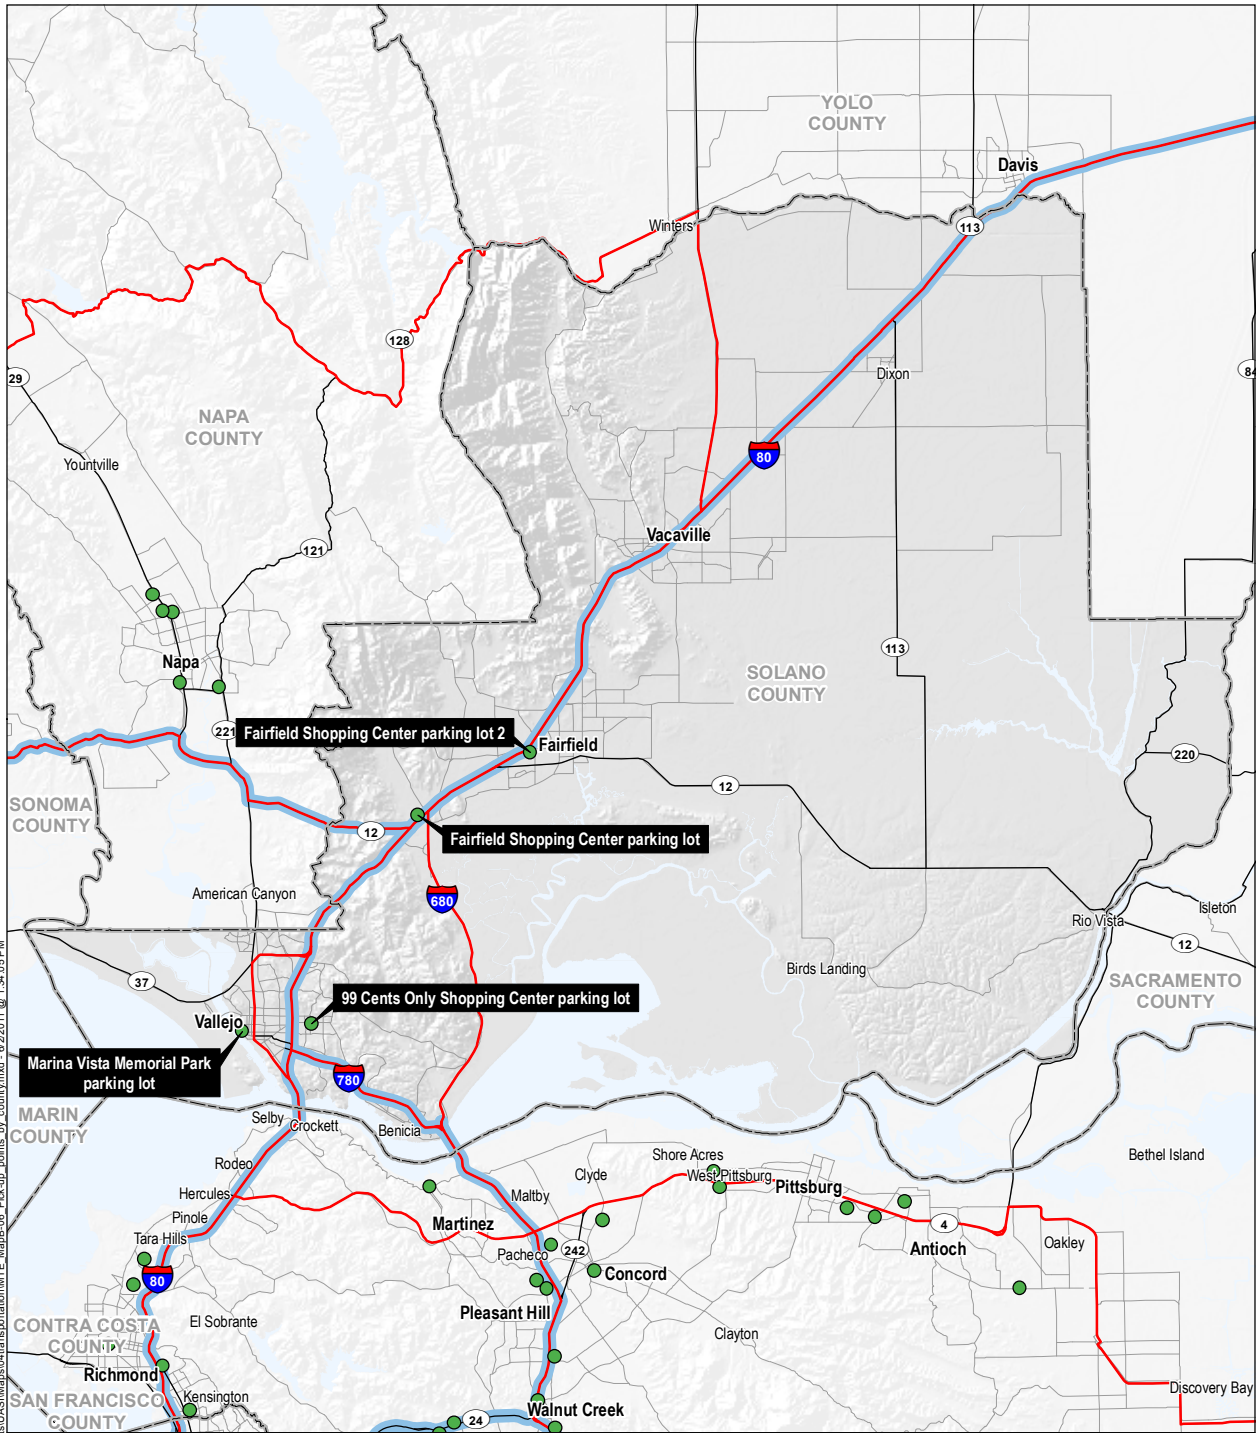 YOLO
COUNTY
Davis
113
Winters
128
29
84
Dixon
NAPA
COUNTY
Yountville
80
Vacaville
121
113
Napa
SOLANO
COUNTY
221
Fairfield Shopping Center parking lot 2
Fairfield
220
12
SONOMA
COUNTY
12
Fairfield Shopping Center parking lot
American Canyon
680
Isleton
Rio Vista
12
Birds Landing
37
SACRAMENTO
COUNTY
99 Cents Only Shopping Center parking lot
Vallejo
Marina Vista Memorial Park
parking lot
780
MARIN
COUNTY
Selby
Crockett
Benicia
Shore Acres
Bethel Island
Rodeo
Clyde
West Pittsburg
Pittsburg
Hercules
Maltby
Pinole
Martinez
4
Tara Hills
Pacheco
242
Antioch
Oakley
80
Concord
Pleasant Hill
El Sobrante
CONTRA COSTA
COUNTY
Clayton
Richmond
Discovery Bay
Kensington
SAN FRANCISCO
COUNTY
24
Walnut Creek